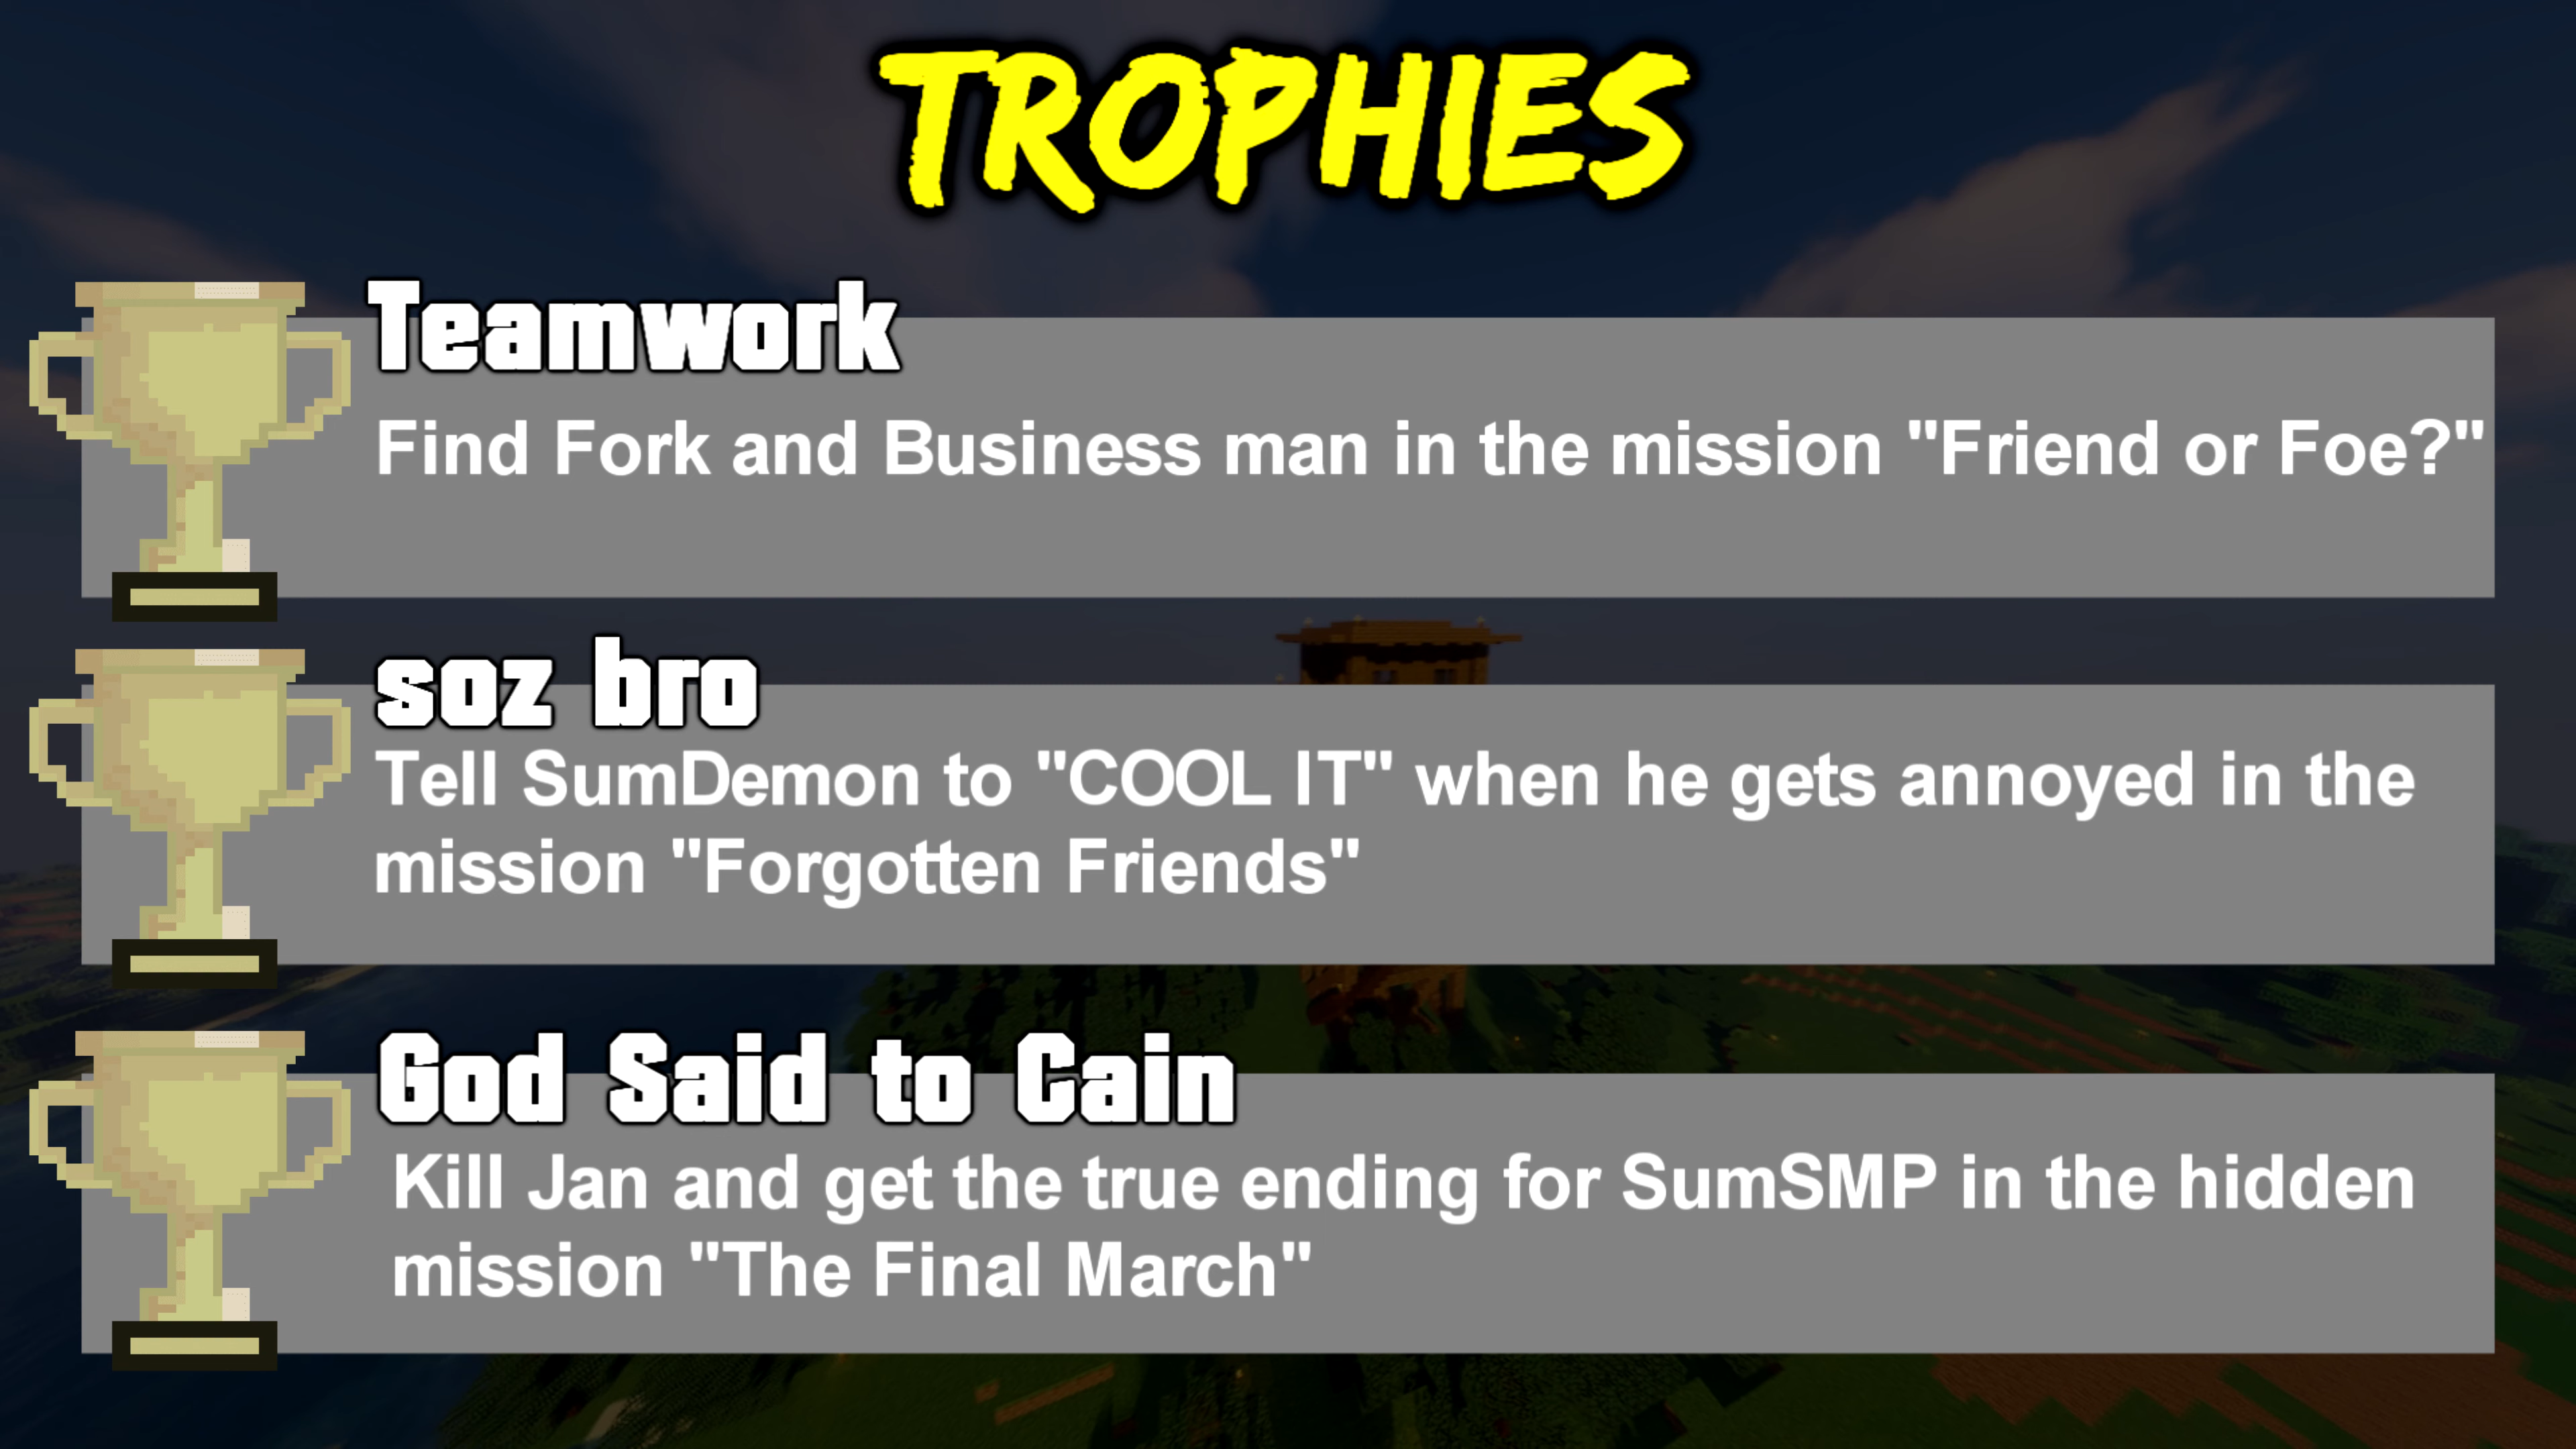 TROPHIES
Teamwork
Find Fork and Business man in the mission "Friend or Foe?"
soz bro
Tell SumDemon to "COOL IT" when he gets annoyed in the
mission "Forgotten Friends"
God Said to Cain
Kill Jan and get the true ending for SumSMP in the hidden
mission "The Final March"